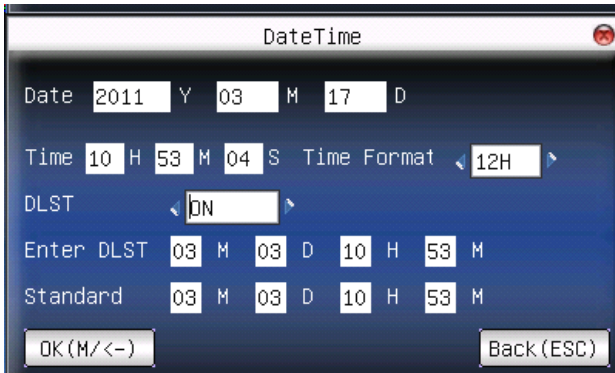 DateTime
Date 2011 Y 03 M 17 D
Time 10 H 53 M 04 S Time Format 12H
DLST ON
Enter DLST 03 M 03 D 10 H 53 M
Standard 03 M 03 D 10 H 53 M
OK(M/<-) Back(ESC)